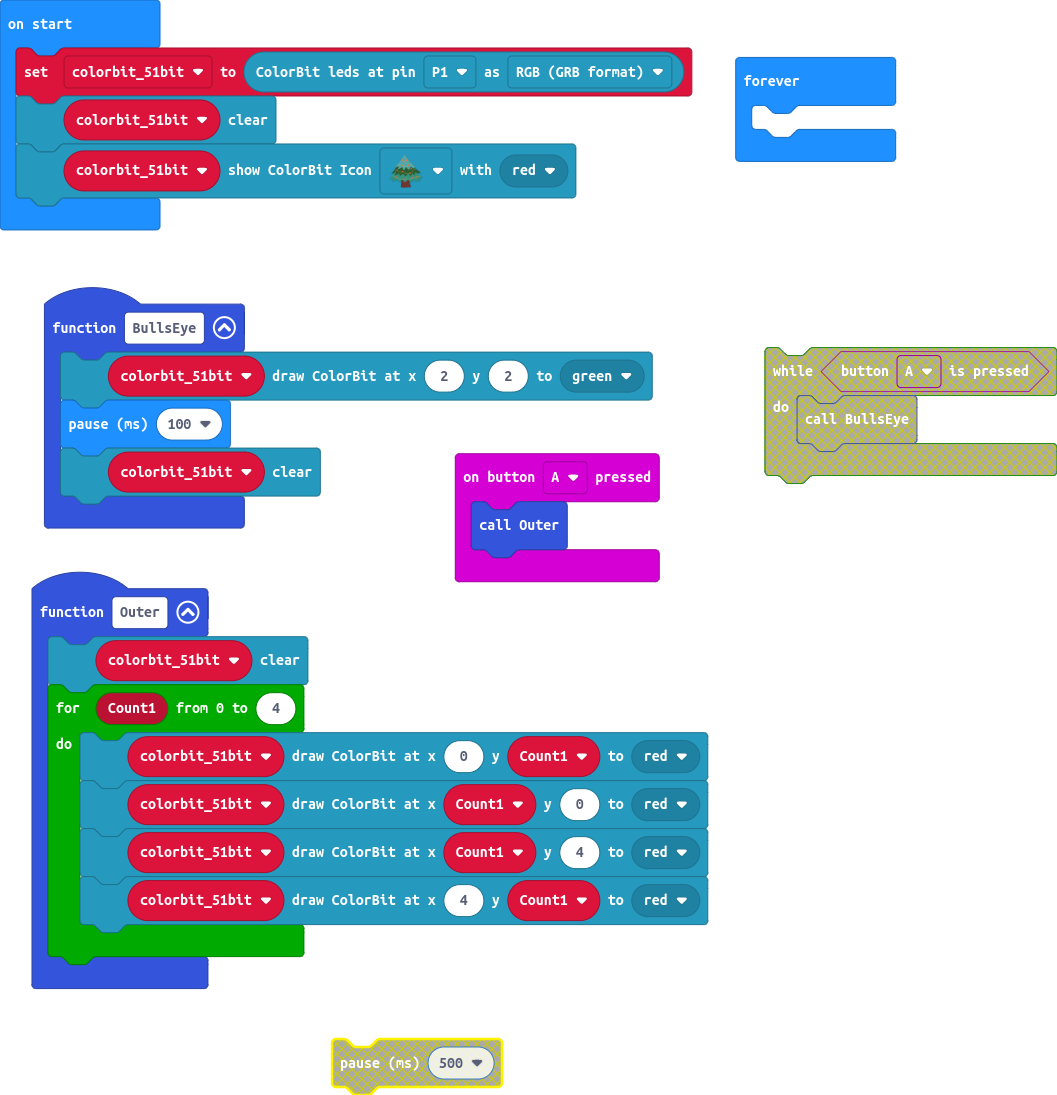 on start
set colorbit_51bit to ColorBit leds at pin P1 as RGB (GRB format)
colorbit_51bit clear
colorbit_51bit show ColorBit Icon with red
forever
function BullsEye
colorbit_51bit draw ColorBit at x 2 y 2 to green
pause (ms) 100
colorbit_51bit clear
while button A is pressed
do call BullsEye
on button A pressed
call Outer
function Outer
colorbit_51bit clear
for Count1 from 0 to 4
do
colorbit_51bit draw ColorBit at x 0 y Count1 to red
colorbit_51bit draw ColorBit at x Count1 y 0 to red
colorbit_51bit draw ColorBit at x Count1 y 4 to red
colorbit_51bit draw ColorBit at x 4 y Count1 to red
pause (ms) 500